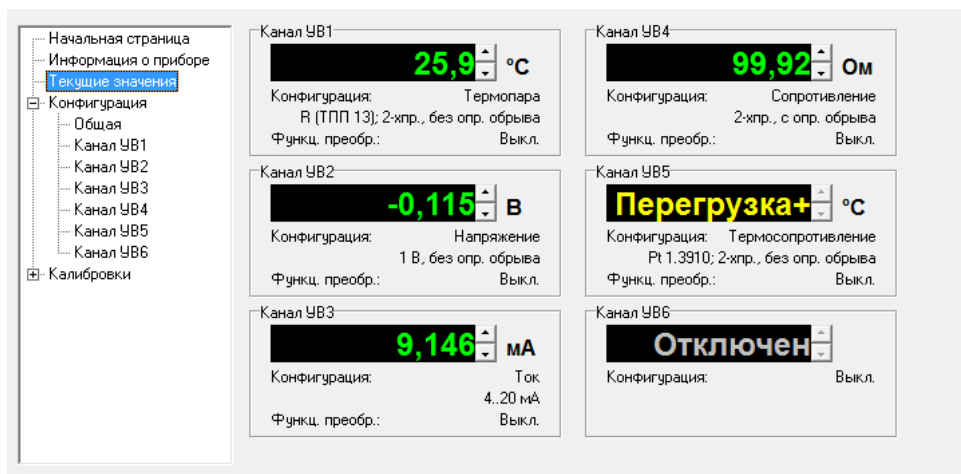 Начальная страница
Информация о приборе
Текущие значения
Конфигурация
Общая
Канал УВ1
Канал УВ2
Канал УВ3
Канал УВ4
Канал УВ5
Канал УВ6
Калибровки
Канал УВ1
25,9 °C
Конфигурация: Термопара
R (ТПП 13); 2-хпр., без опр. обрыва
Функц. преобр.: Выкл.
Канал УВ2
-0,115 В
Конфигурация: Напряжение
1 В, без опр. обрыва
Функц. преобр.: Выкл.
Канал УВ3
9,146 мА
Конфигурация: Ток
4..20 мА
Функц. преобр.: Выкл.
Канал УВ4
99,92 Ом
Конфигурация: Сопротивление
2-хпр., с опр. обрыва
Функц. преобр.: Выкл.
Канал УВ5
Перегрузка+ °C
Конфигурация: Термосопротивление
Pt 1.3910; 2-хпр., без опр. обрыва
Функц. преобр.: Выкл.
Канал УВ6
Отключен
Конфигурация: Выкл.